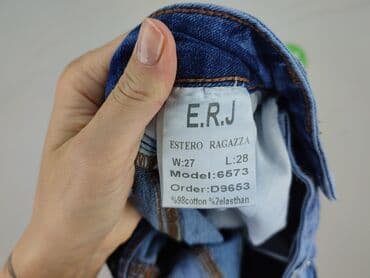 E.R.J
ESTERO RAGAZZA
W:27 L:28
Model:6573
Order:D9653
%98cotton %2elasthan